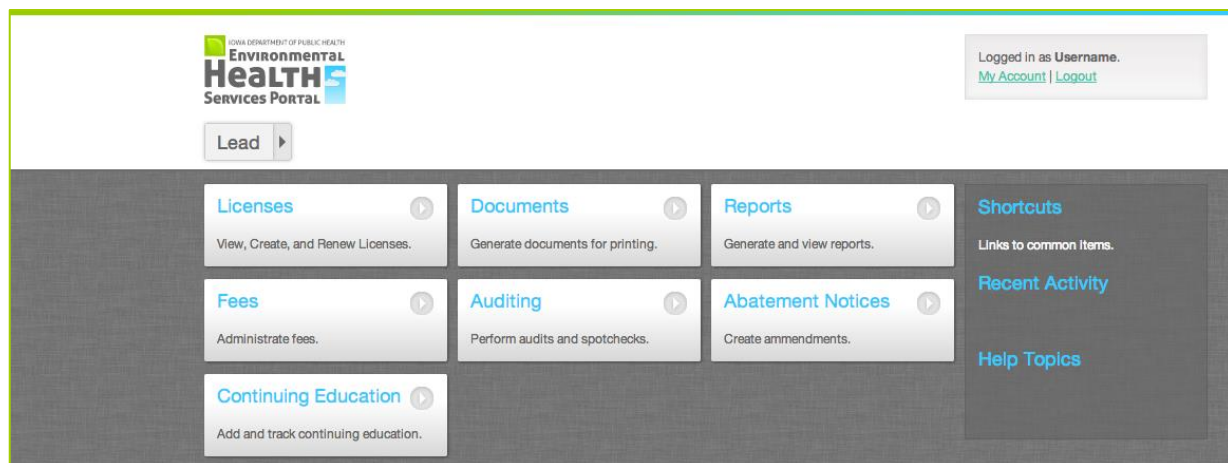 IOWA DEPARTMENT OF PUBLIC HEALTH
ENVIRONMENTAL
HEALTH
SERVICES PORTAL
Logged in as Username.
My Account | Logout
Lead
Licenses
View, Create, and Renew Licenses.
Documents
Generate documents for printing.
Reports
Generate and view reports.
Shortcuts
Links to common items.
Fees
Administrate fees.
Auditing
Perform audits and spotchecks.
Abatement Notices
Create ammendments.
Recent Activity
Help Topics
Continuing Education
Add and track continuing education.